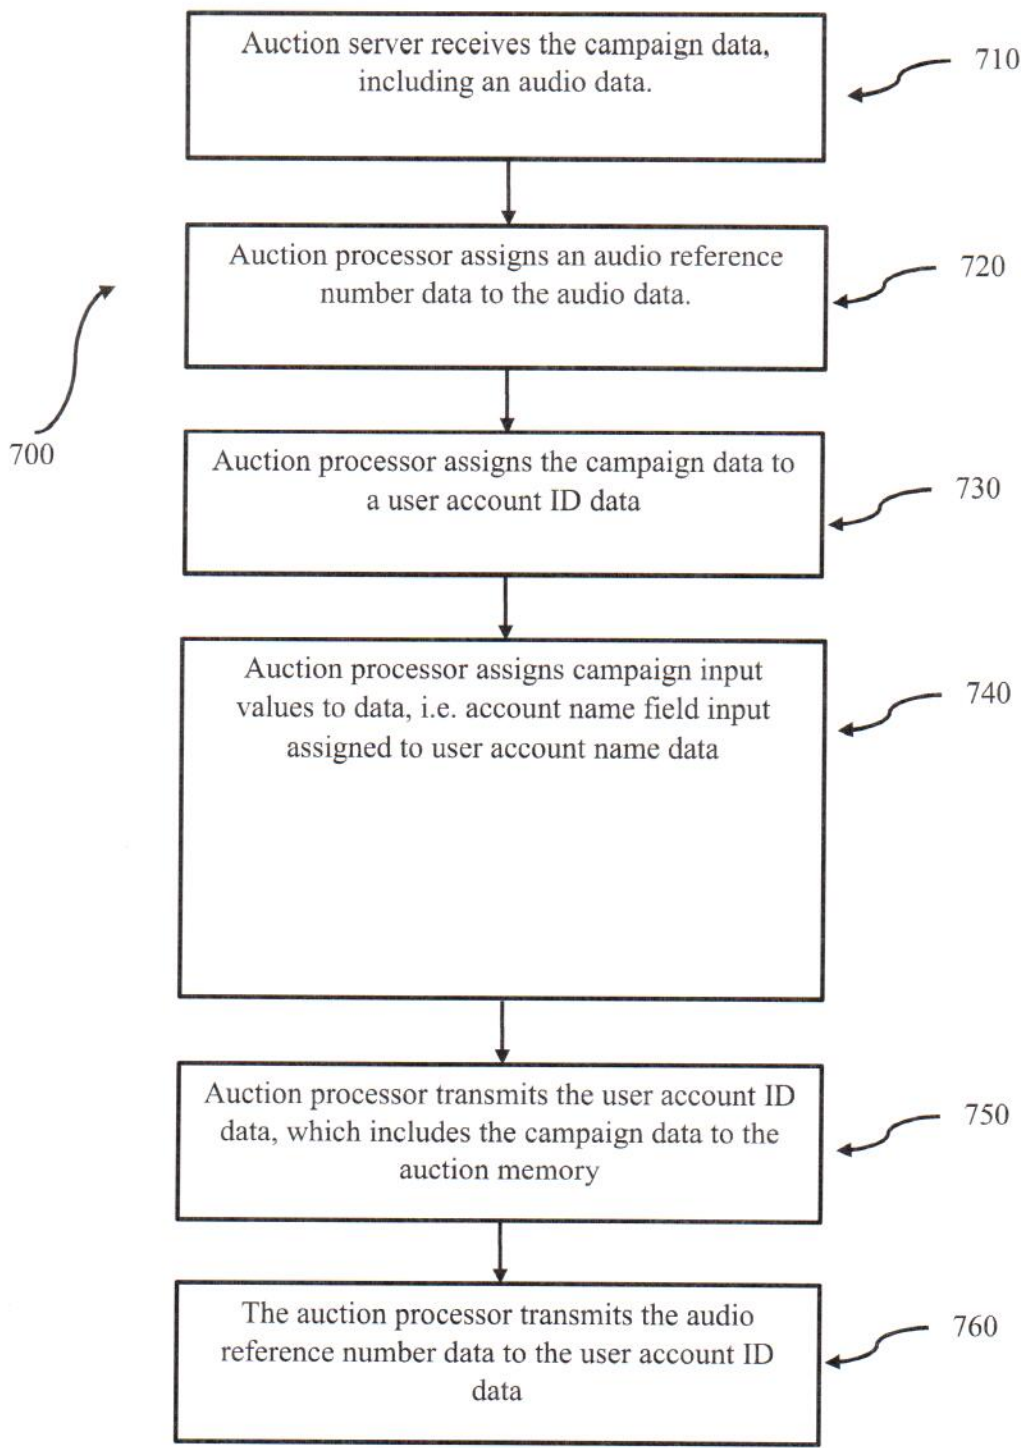 Auction server receives the campaign data,
including an audio data.
710
Auction processor assigns an audio reference
number data to the audio data.
720
700
Auction processor assigns the campaign data to
a user account ID data
730
Auction processor assigns campaign input
values to data, i.e. account name field input
assigned to user account name data
740
Auction processor transmits the user account ID
data, which includes the campaign data to the
auction memory
750
The auction processor transmits the audio
reference number data to the user account ID
data
760